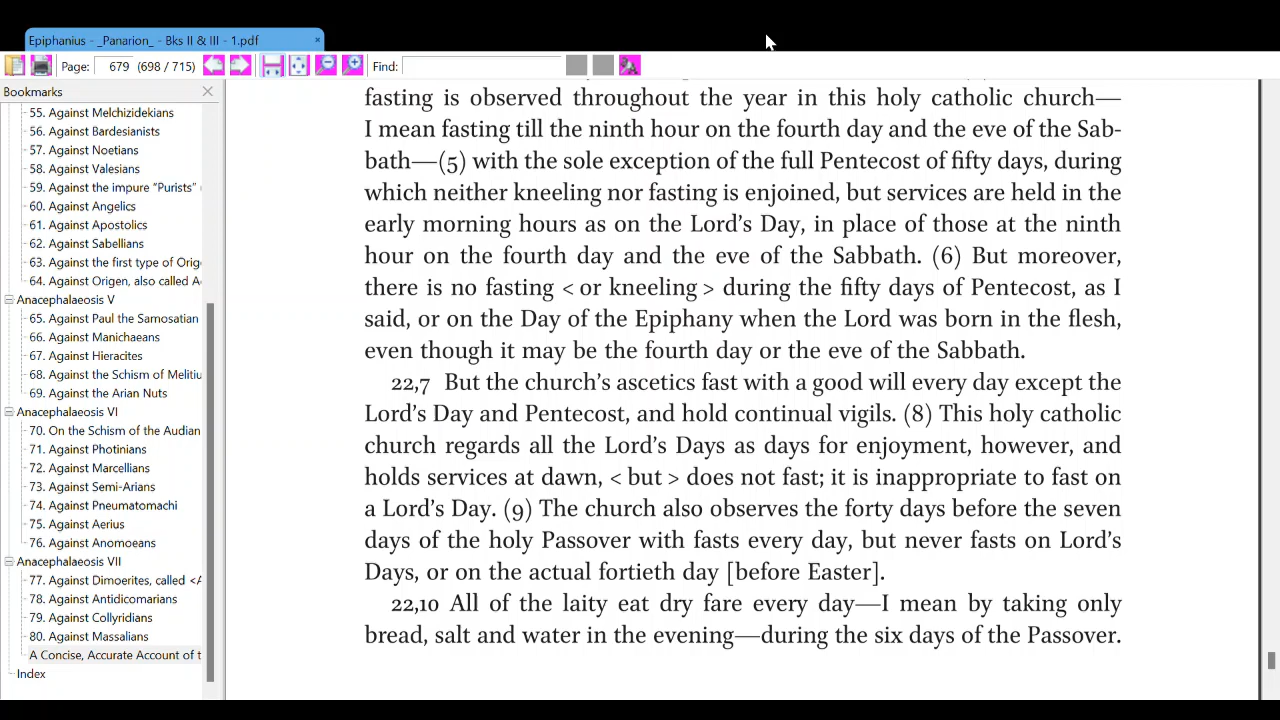 Epiphanius - _Panarion_ - Bks II & III - 1.pdf
Page: 679 (698 / 715) Find:
Bookmarks
55. Against Melchizidekians
56. Against Bardesianists
57. Against Noetians
58. Against Valesians
59. Against the impure "Purists"
60. Against Angelics
61. Against Apostolics
62. Against Sabellians
63. Against the first type of Orig
64. Against Origen, also called A
Anacephalaeosis V
65. Against Paul the Samosatian
66. Against Manichaeans
67. Against Hieracites
68. Against the Schism of Melitiu
69. Against the Arian Nuts
Anacephalaeosis VI
70. On the Schism of the Audian
71. Against Photinians
72. Against Marcellians
73. Against Semi-Arians
74. Against Pneumatomachi
75. Against Aerius
76. Against Anomoeans
Anacephalaeosis VII
77. Against Dimoerites, called <A
78. Against Antidicomarians
79. Against Collyridians
80. Against Massalians
A Concise, Accurate Account of t
Index
fasting is observed throughout the year in this holy catholic church—
I mean fasting till the ninth hour on the fourth day and the eve of the Sab-
bath—(5) with the sole exception of the full Pentecost of fifty days, during
which neither kneeling nor fasting is enjoined, but services are held in the
early morning hours as on the Lord's Day, in place of those at the ninth
hour on the fourth day and the eve of the Sabbath. (6) But moreover,
there is no fasting < or kneeling > during the fifty days of Pentecost, as I
said, or on the Day of the Epiphany when the Lord was born in the flesh,
even though it may be the fourth day or the eve of the Sabbath.
22,7 But the church's ascetics fast with a good will every day except the
Lord's Day and Pentecost, and hold continual vigils. (8) This holy catholic
church regards all the Lord's Days as days for enjoyment, however, and
holds services at dawn, < but > does not fast; it is inappropriate to fast on
a Lord's Day. (9) The church also observes the forty days before the seven
days of the holy Passover with fasts every day, but never fasts on Lord's
Days, or on the actual fortieth day [before Easter].
22,10 All of the laity eat dry fare every day—I mean by taking only
bread, salt and water in the evening—during the six days of the Passover.